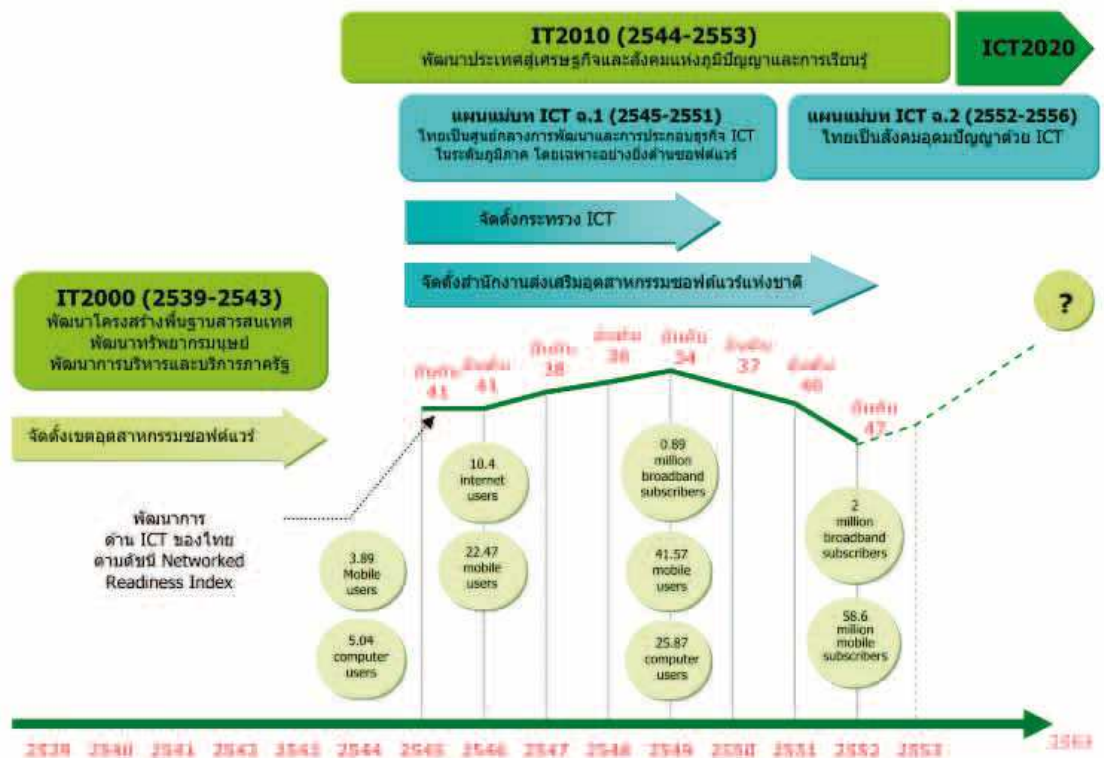 IT2010 (2544-2553)
พัฒนาประเทศสู่เศรษฐกิจและสังคมแห่งภูมิปัญญาและการเรียนรู้
ICT2020
แผนแม่บท ICT ฉ.1 (2545-2551)
ไทยเป็นศูนย์กลางการพัฒนาและการประกอบธุรกิจ ICT
ในระดับภูมิภาค โดยเฉพาะอย่างยิ่งด้านซอฟต์แวร์
แผนแม่บท ICT ฉ.2 (2552-2556)
ไทยเป็นสังคมอุดมปัญญาด้วย ICT
จัดตั้งกระทรวง ICT
จัดตั้งสำนักงานส่งเสริมอุตสาหกรรมซอฟต์แวร์แห่งชาติ
IT2000 (2539-2543)
พัฒนาโครงสร้างพื้นฐานสารสนเทศ
พัฒนาทรัพยากรมนุษย์
พัฒนาการบริหารและบริการภาครัฐ
จัดตั้งเขตอุตสาหกรรมซอฟต์แวร์
?
อันดับ
41
อันดับ
41
อันดับ
38
อันดับ
36
อันดับ
34
อันดับ
37
อันดับ
40
อันดับ
47
พัฒนาการ
ด้าน ICT ของไทย
ตามดัชนี Networked
Readiness Index
3.89
Mobile
users
5.04
computer
users
10.4
internet
users
22.47
mobile
users
0.89
million
broadband
subscribers
41.57
mobile
users
25.87
computer
users
2
million
broadband
subscribers
58.6
million
mobile
subscribers
2539 2540 2541 2542 2543 2544 2545 2546 2547 2548 2549 2550 2551 2552 2553 2563